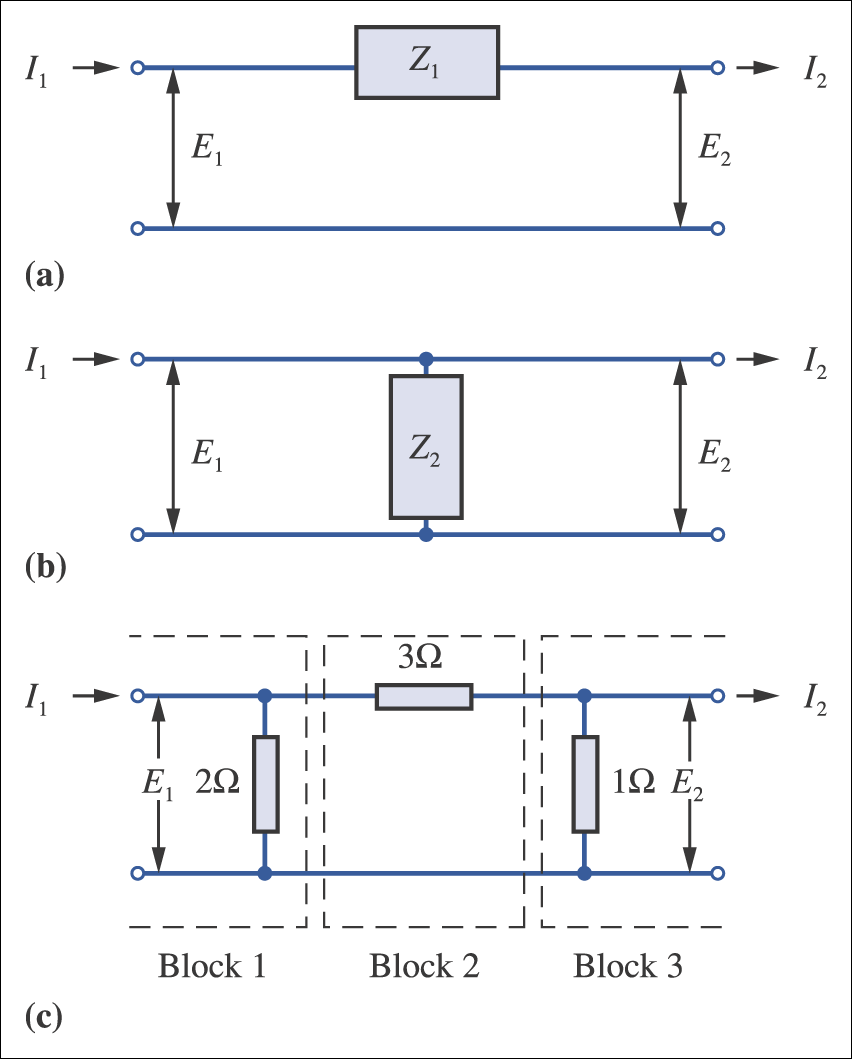 I₁ Z₁ I₂
E₁ E₂
(a)
I₁ I₂
E₁ Z₂ E₂
(b)
3Ω
I₁ I₂
E₁ 2Ω 1Ω E₂
Block 1 Block 2 Block 3
(c)